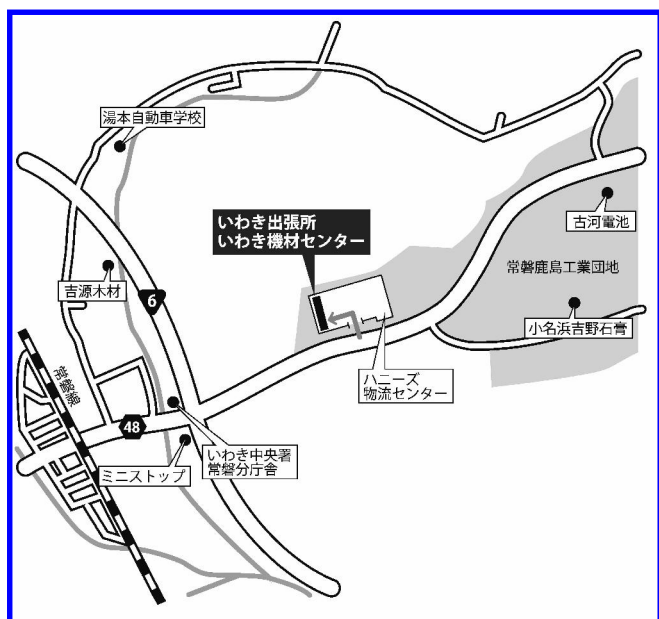 湯本自動車学校
いわき出張所
いわき機材センター
古河電池
常磐鹿島工業団地
吉源木材
6
小名浜吉野石膏
常磐線
ハニーズ
物流センター
48
いわき中央署
常磐分庁舎
ミニストップ